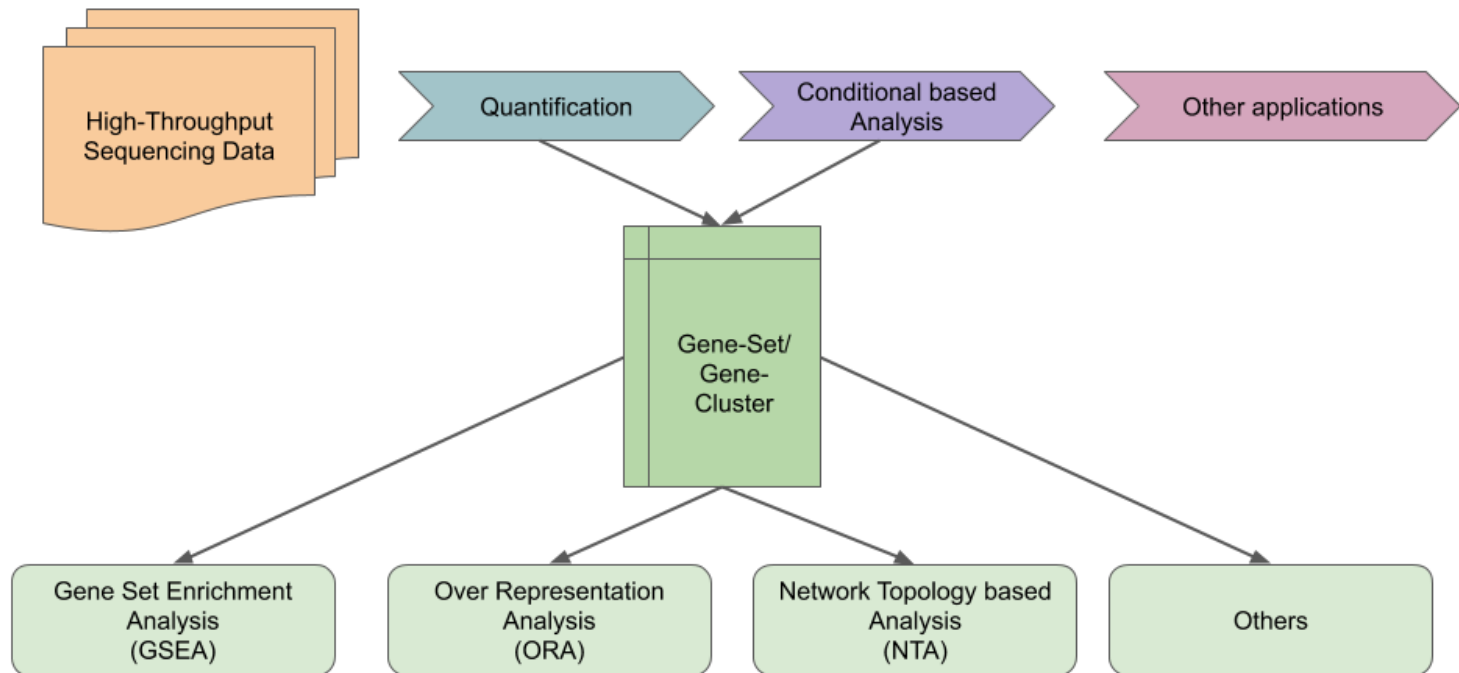 High-Throughput
Sequencing Data
Quantification
Conditional based
Analysis
Other applications
Gene-Set/
Gene-
Cluster
Gene Set Enrichment
Analysis
(GSEA)
Over Representation
Analysis
(ORA)
Network Topology based
Analysis
(NTA)
Others